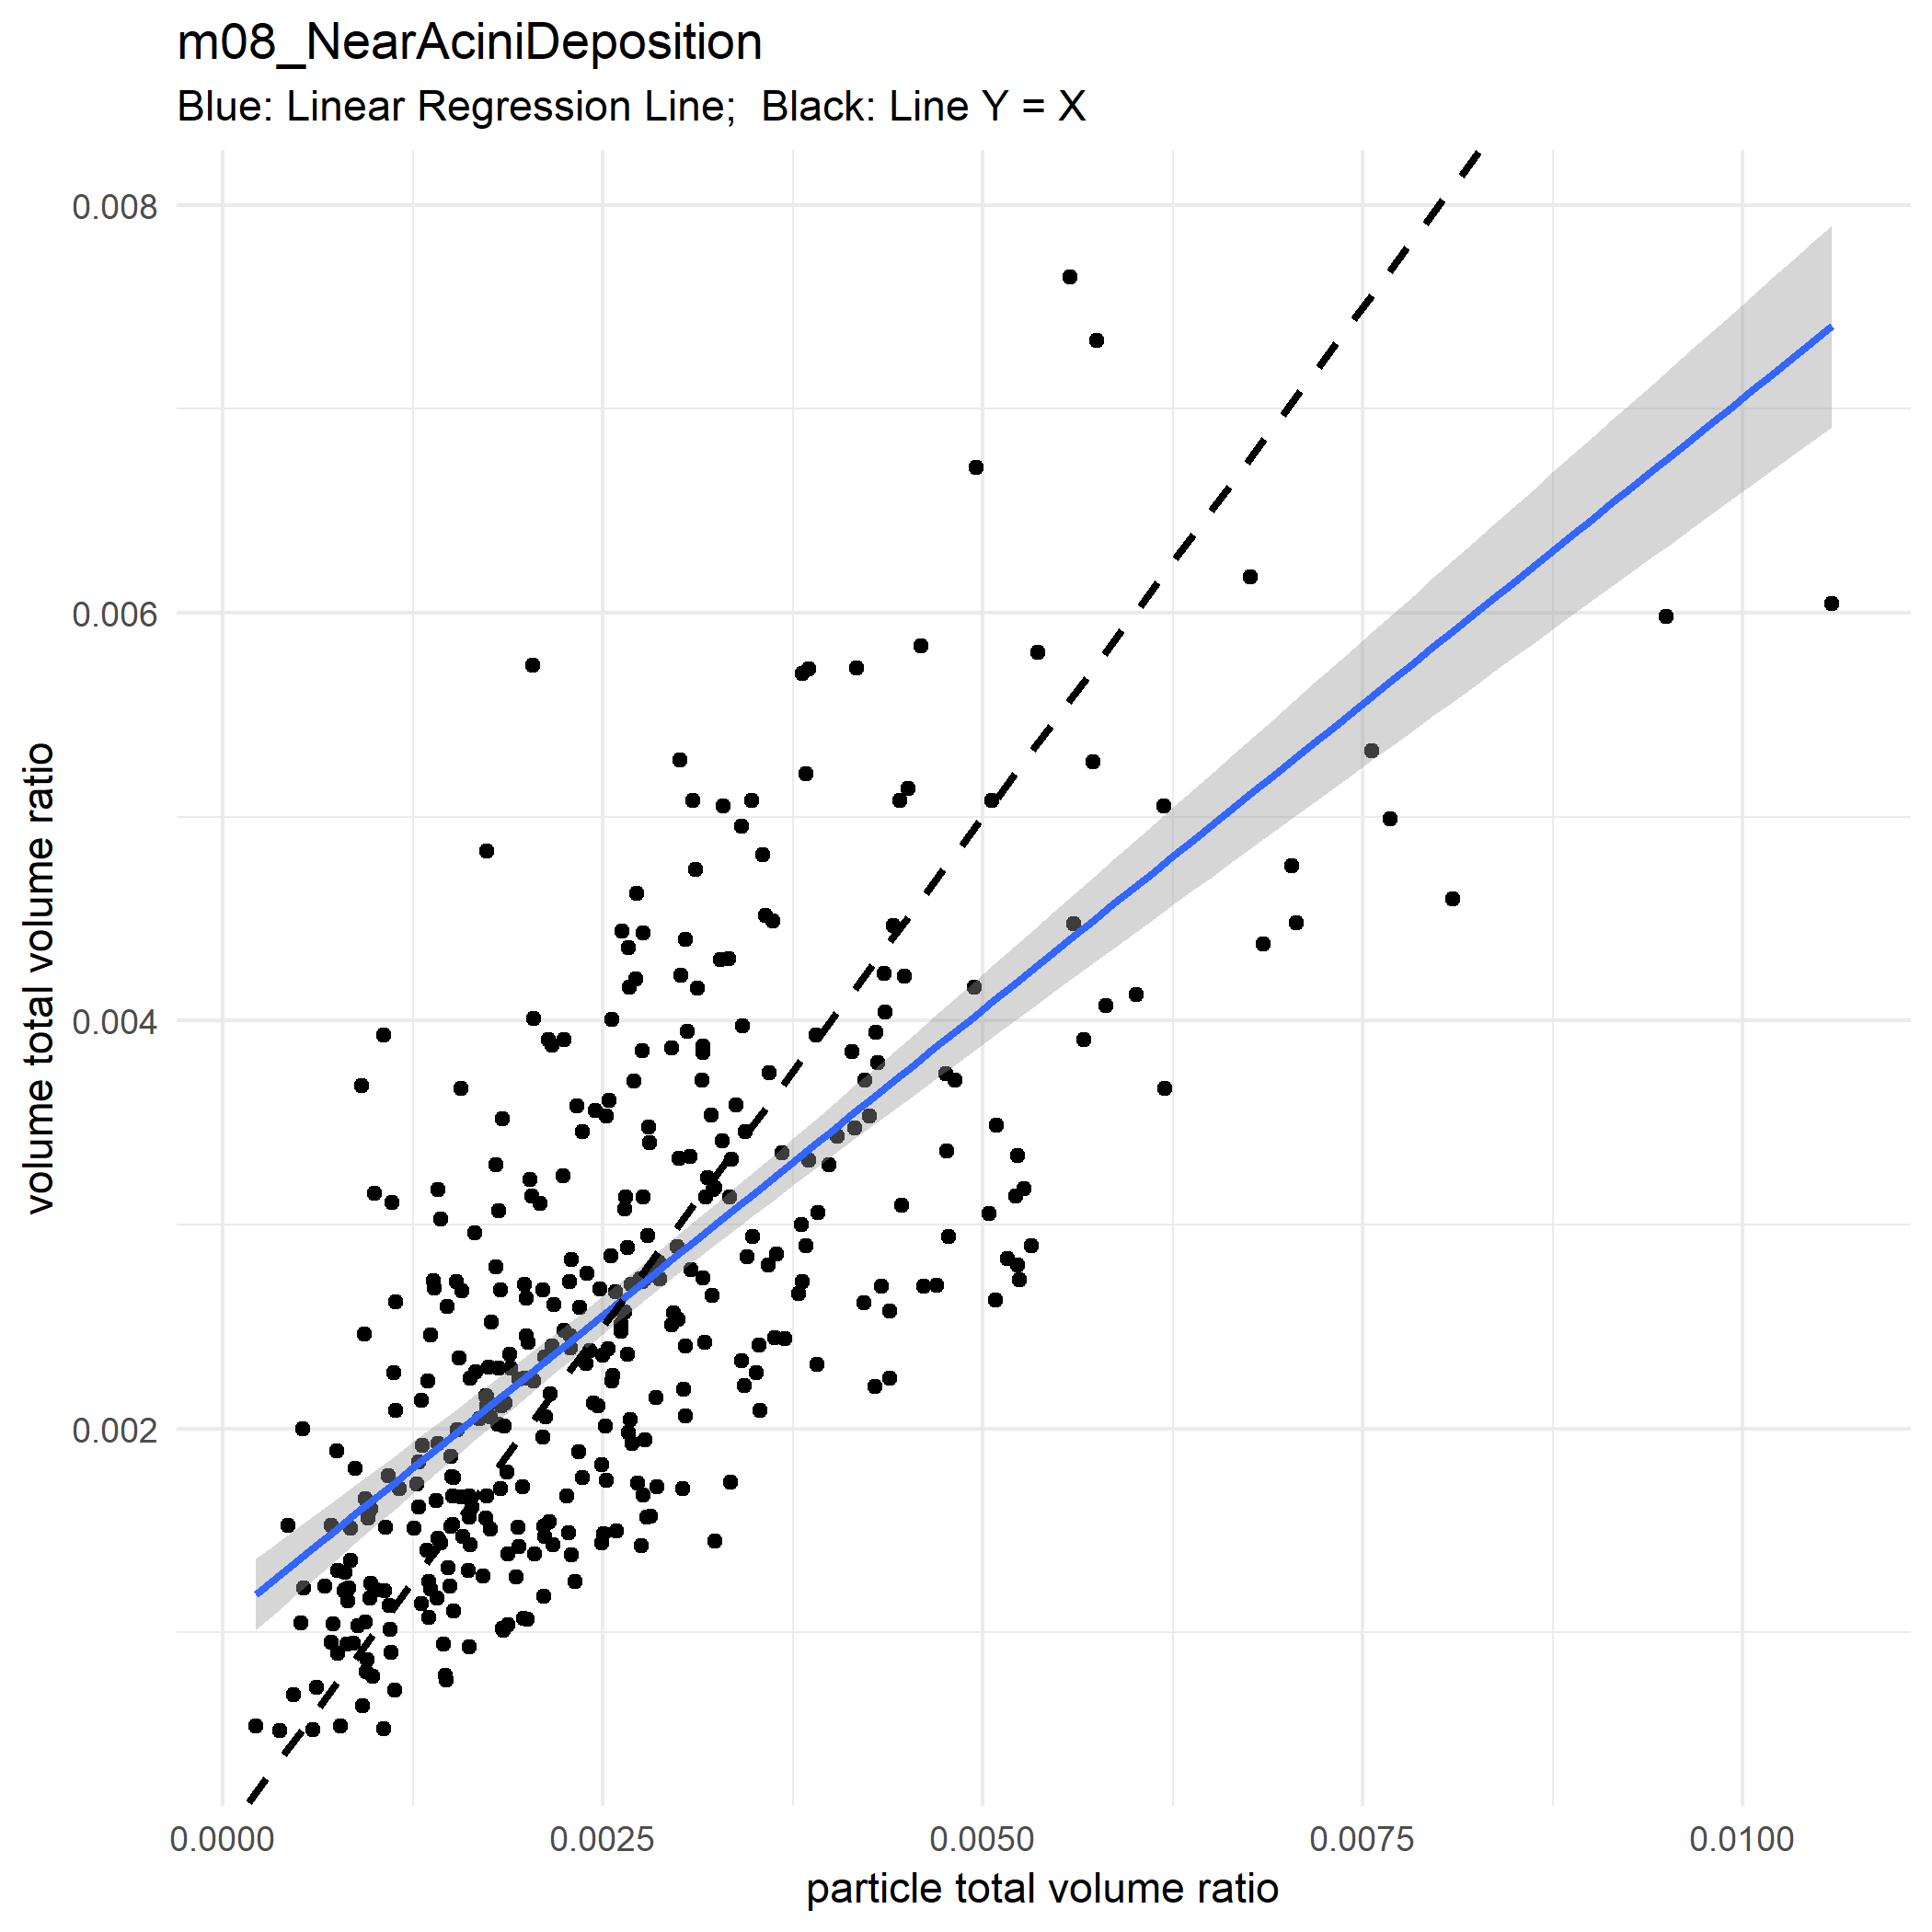 m08_NearAciniDeposition
Blue: Linear Regression Line;  Black: Line Y = X
0.008
0.006
0.004
0.002
volume total volume ratio
0.0000 0.0025 0.0050 0.0075 0.0100
particle total volume ratio